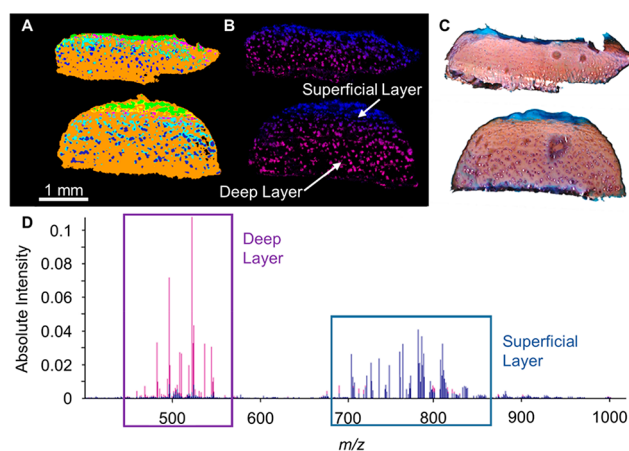 A
B
C
Superficial Layer
Deep Layer
1 mm
D
Absolute Intensity
0.1
0.08
0.06
0.04
0.02
0
Deep
Layer
Superficial
Layer
500
600
700
800
900
1000
m/z